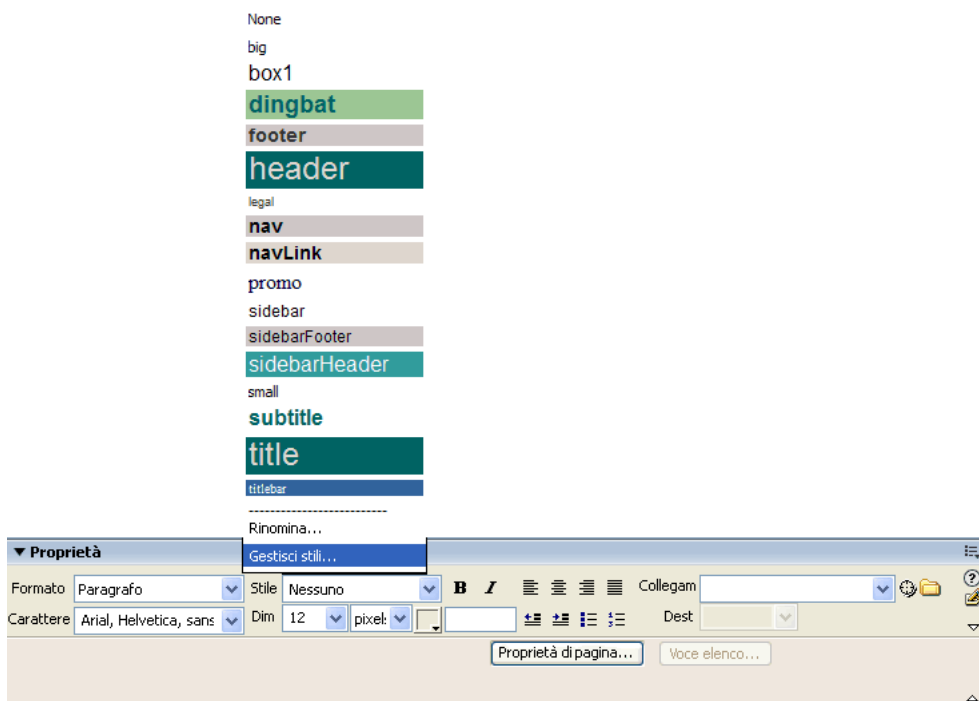 None
big
box1
dingbat
footer
header
legal
nav
navLink
promo
sidebar
sidebarFooter
sidebarHeader
small
subtitle
title
titlebar
--------------------------
Rinomina...
Gestisci stili...
▼ Proprietà
Formato Paragrafo Stile Nessuno B I Collegam
Carattere Arial, Helvetica, sans Dim 12 pixel: Dest
Proprietà di pagina... Voce elenco...